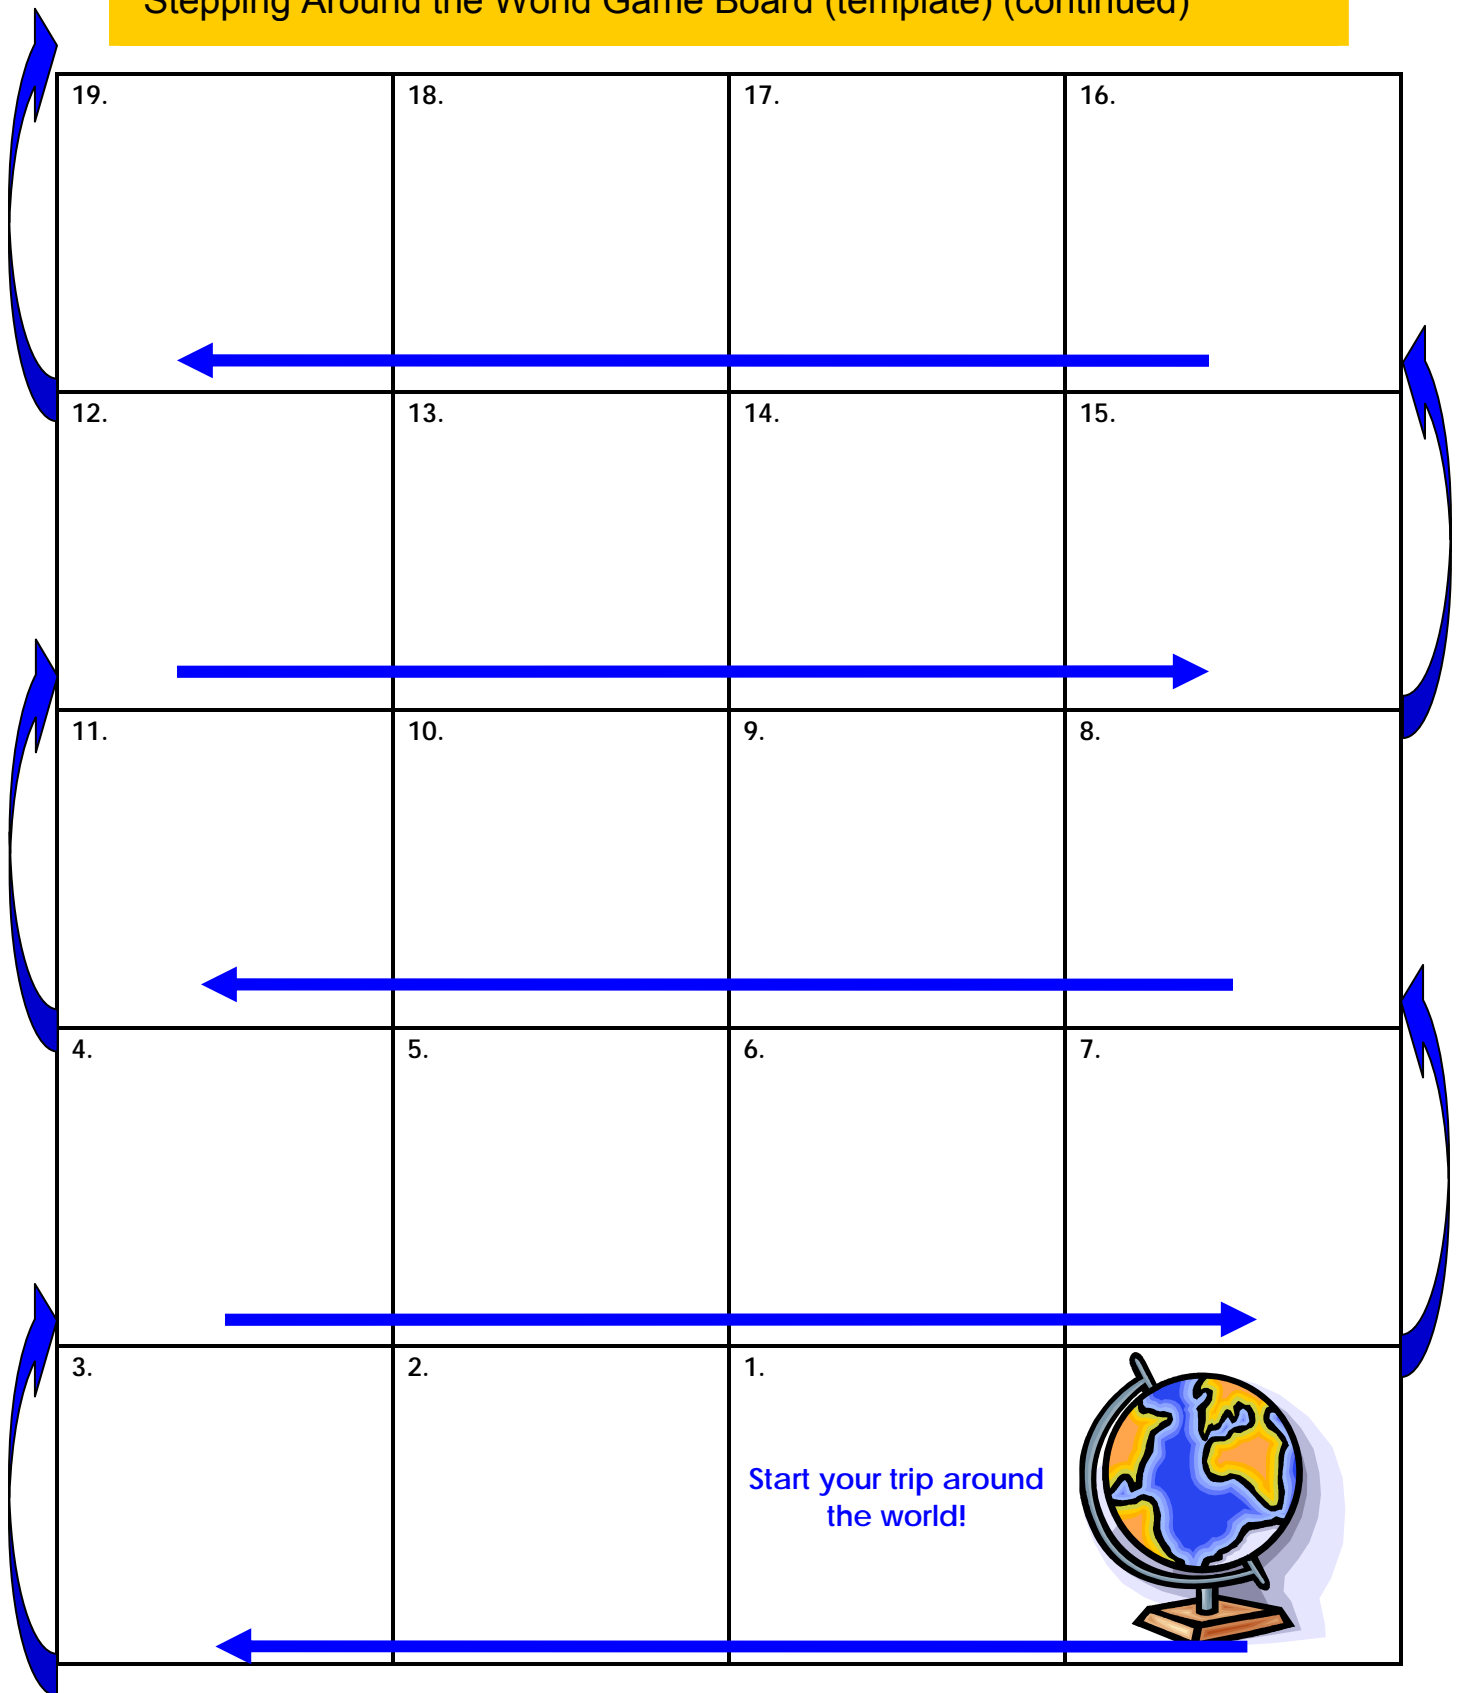 Stepping Around the World Game Board (template) (continued)
19. 18. 17. 16.
12. 13. 14. 15.
11. 10. 9. 8.
4. 5. 6. 7.
3. 2. 1.
Start your trip around
the world!